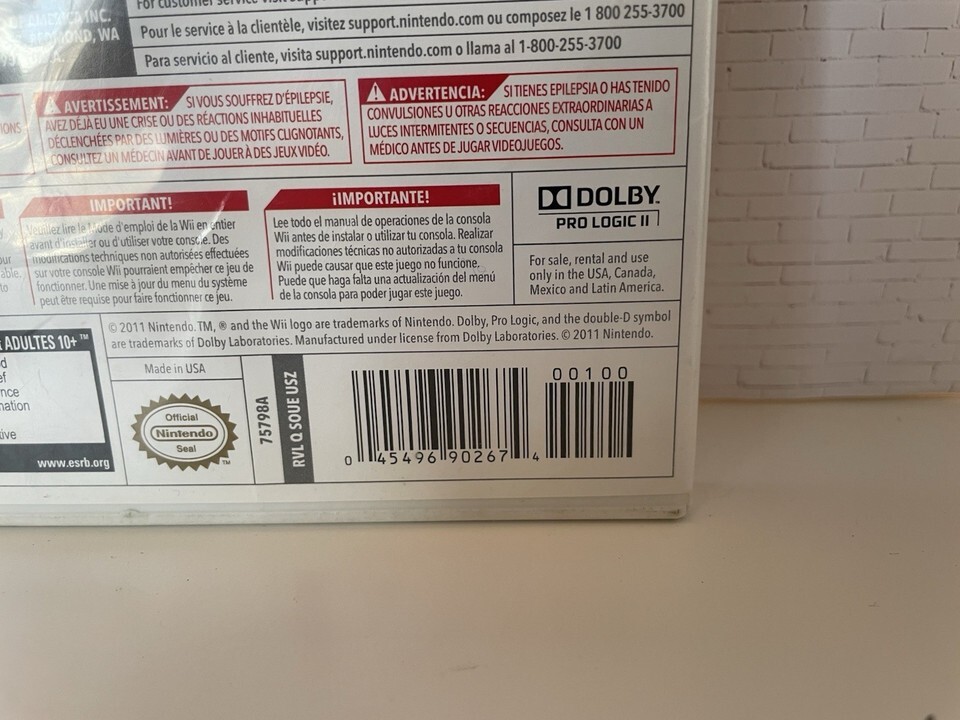 For customer service visit supp
Pour le service à la clientèle, visitez support.nintendo.com ou composez le 1 800 255-3700
Para servicio al cliente, visita support.nintendo.com o llama al 1-800-255-3700
AMERICA INC.
REDMOND, WA
IONS
AVERTISSEMENT: SI VOUS SOUFFREZ D'ÉPILEPSIE,
AVEZ DÉJÀ EU UNE CRISE OU DES RÉACTIONS INHABITUELLES
DÉCLENCHÉES PAR DES LUMIÈRES OU DES MOTIFS CLIGNOTANTS,
CONSULTEZ UN MÉDECIN AVANT DE JOUER À DES JEUX VIDÉO.
ADVERTENCIA: SI TIENES EPILEPSIA O HAS TENIDO
CONVULSIONES U OTRAS REACCIONES EXTRAORDINARIAS A
LUCES INTERMITENTES O SECUENCIAS, CONSULTA CON UN
MÉDICO ANTES DE JUGAR VIDEOJUEGOS.
IMPORTANT!
Veuillez lire le Mode d'emploi de la Wii en entier
avant d'installer ou d'utiliser votre console. Des
modifications techniques non autorisées effectuées
sur votre console Wii pourraient empêcher ce jeu de
fonctionner. Une mise à jour du menu du système
peut être requise pour faire fonctionner ce jeu.
¡IMPORTANTE!
Lee todo el manual de operaciones de la consola
Wii antes de instalar o utilizar tu consola. Realizar
modificaciones técnicas no autorizadas a tu consola
Wii puede causar que este juego no funcione.
Puede que haga falta una actualización del menú
de la consola para poder jugar este juego.
DOLBY
PRO LOGIC II
For sale, rental and use
only in the USA, Canada,
Mexico and Latin America.
© 2011 Nintendo.TM, ® and the Wii logo are trademarks of Nintendo. Dolby, Pro Logic, and the double-D symbol
are trademarks of Dolby Laboratories. Manufactured under license from Dolby Laboratories. © 2011 Nintendo.
ADULTES 10+ ™
www.esrb.org
Made in USA
Official
Nintendo
Seal
TM
75798A
RVL Q SOUE USZ
0 45496 90267 4
00100